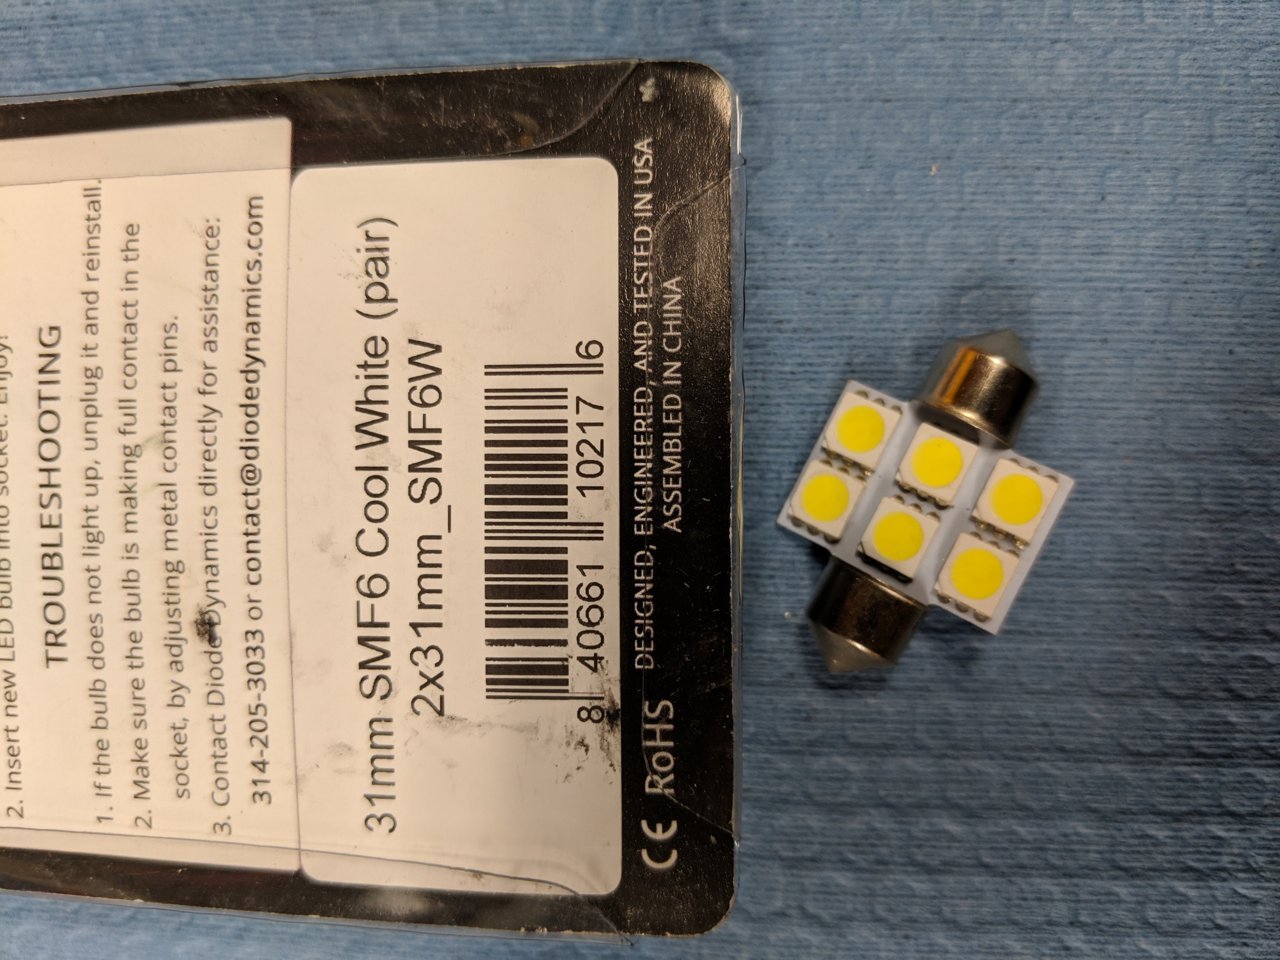 2. Insert new LED bulb into socket. Enjoy!
TROUBLESHOOTING
1. If the bulb does not light up, unplug it and reinstall.
2. Make sure the bulb is making full contact in the
socket, by adjusting metal contact pins.
3. Contact Diode Dynamics directly for assistance:
314-205-3033 or contact@diodedynamics.com
31mm SMF6 Cool White (pair)
2x31mm_SMF6W
8 40661 10217 6
CE RoHS DESIGNED, ENGINEERED, AND TESTED IN USA
ASSEMBLED IN CHINA